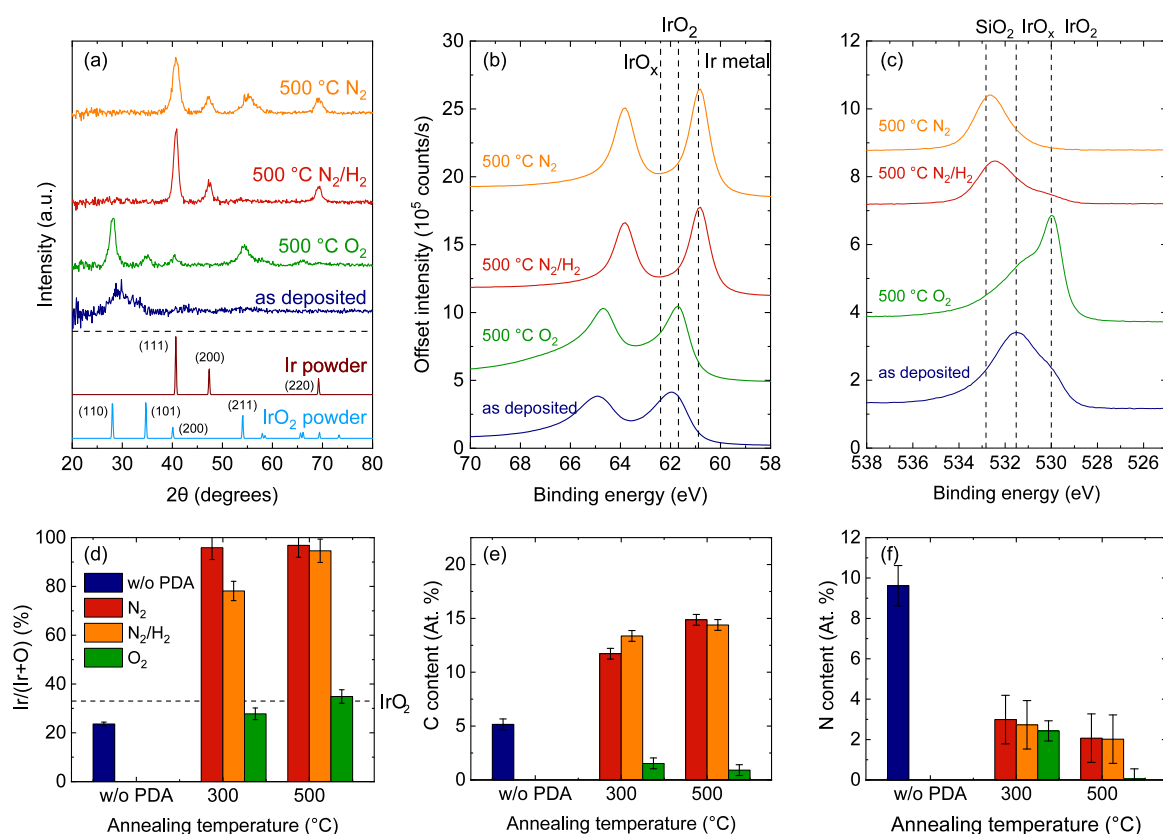 (a)
500 °C N₂
500 °C N₂/H₂
500 °C O₂
as deposited
(111)
(200)
(220)
Ir powder
(110)
(101)
(200)
(211)
IrO₂ powder
Intensity (a.u.)
20 30 40 50 60 70 80
2θ (degrees)
IrO₂
(b)
IrOₓ
Ir metal
500 °C N₂
500 °C N₂/H₂
500 °C O₂
as deposited
Offset intensity (10⁵ counts/s)
30
25
20
15
10
5
0
70 68 66 64 62 60 58
Binding energy (eV)
SiO₂ IrOₓ IrO₂
(c)
500 °C N₂
500 °C N₂/H₂
500 °C O₂
as deposited
12
10
8
6
4
2
0
538 536 534 532 530 528 526
Binding energy (eV)
(d)
w/o PDA
N₂
N₂/H₂
O₂
IrO₂
Ir/(Ir+O) (%)
100
80
60
40
20
0
w/o PDA 300 500
Annealing temperature (°C)
(e)
C content (At. %)
20
15
10
5
0
w/o PDA 300 500
Annealing temperature (°C)
(f)
N content (At. %)
12
10
8
6
4
2
0
w/o PDA 300 500
Annealing temperature (°C)